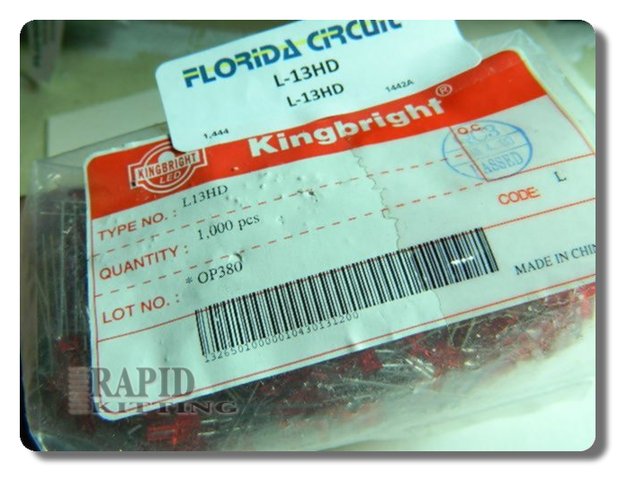 FLORIDA CIRCUIT
L-13HD
L-13HD
1442A
1,444
Kingbright®
KINGBRIGHT
LED
Q.C.
PASSED
TYPE NO. : L13HD
QUANTITY : 1,000 pcs
CODE: L
LOT NO. : * OP380
MADE IN CHIN
RAPID
KITTING